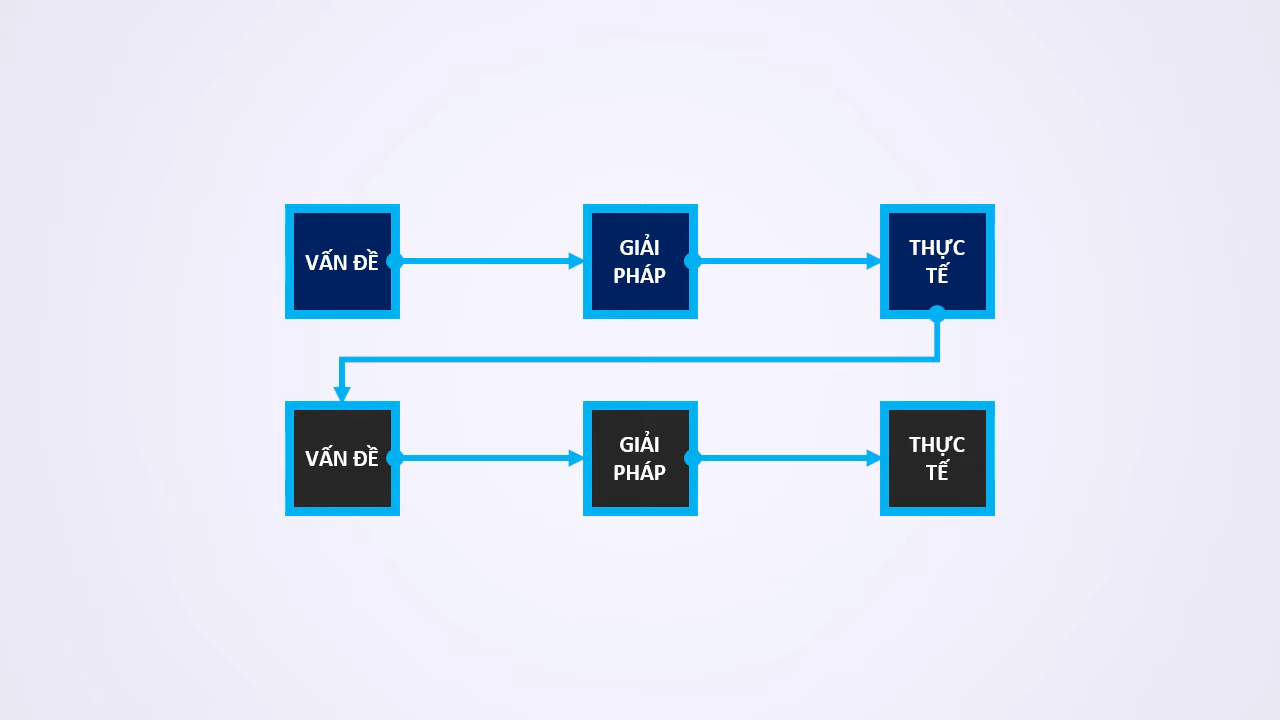 VẤN ĐỀ
GIẢI
PHÁP
THỰC
TẾ
VẤN ĐỀ
GIẢI
PHÁP
THỰC
TẾ